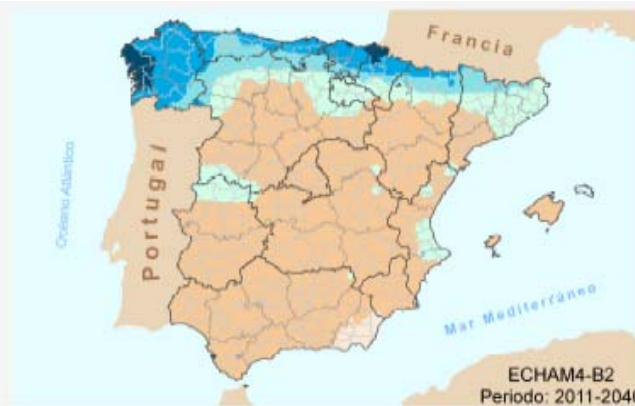 Francia
Océano Atlántico
Portugal
Mar Mediterráneo
ECHAM4-B2
Periodo: 2011-2040